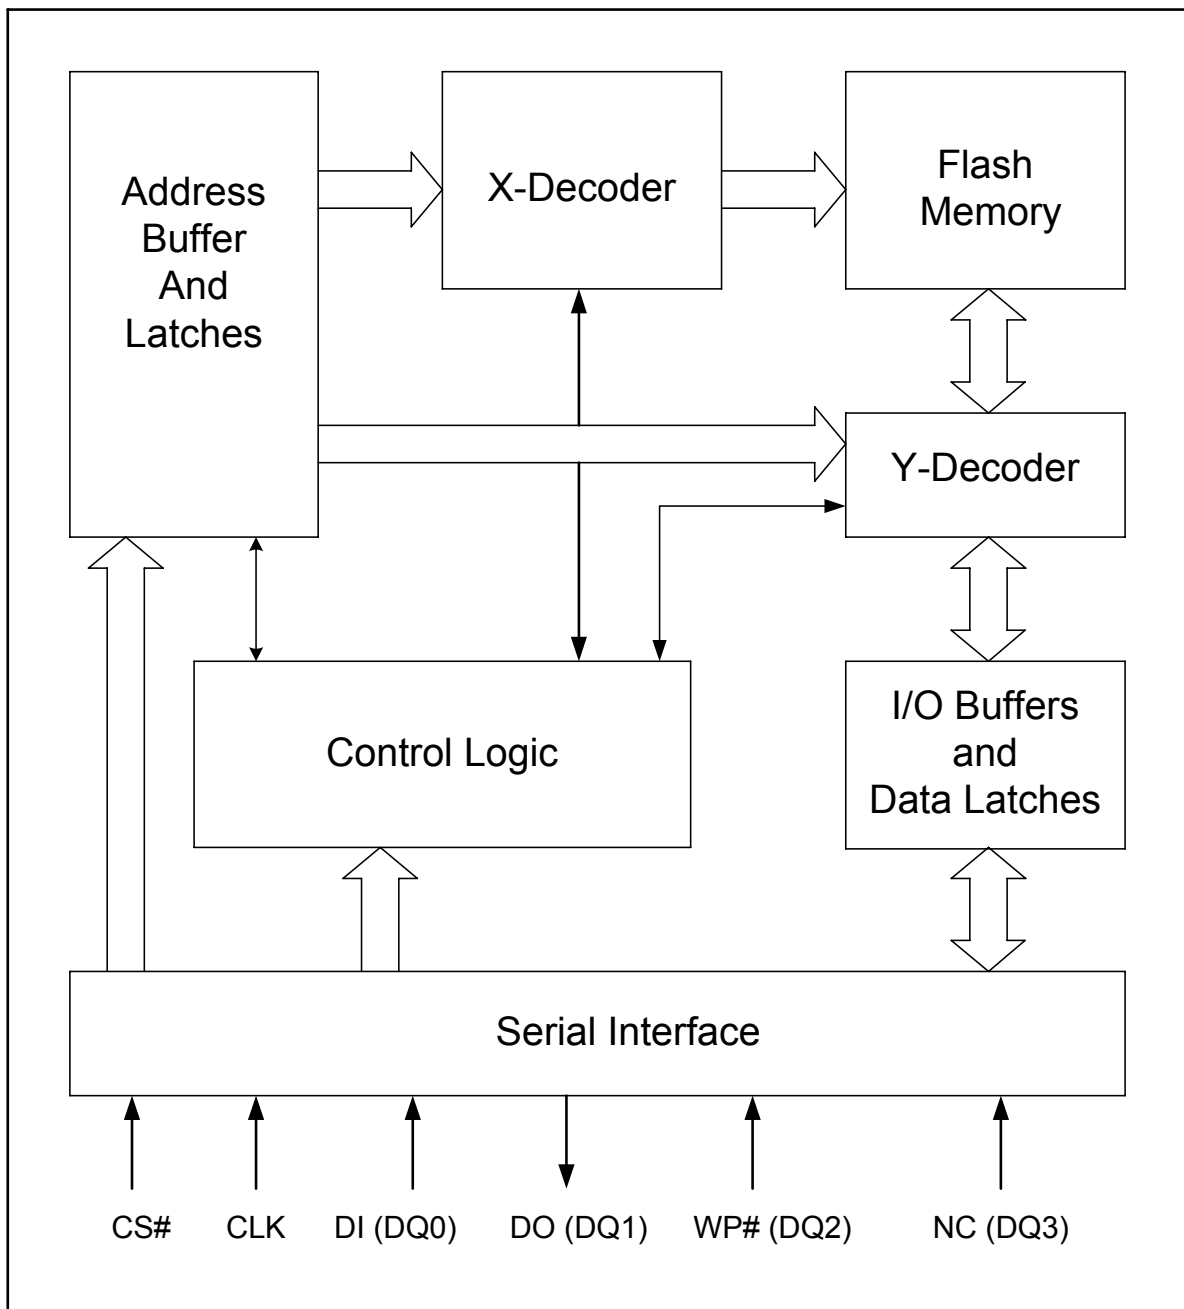 Address
Buffer
And
Latches
X-Decoder
Flash
Memory
Y-Decoder
Control Logic
I/O Buffers
and
Data Latches
Serial Interface
CS#
CLK
DI (DQ0)
DO (DQ1)
WP# (DQ2)
NC (DQ3)